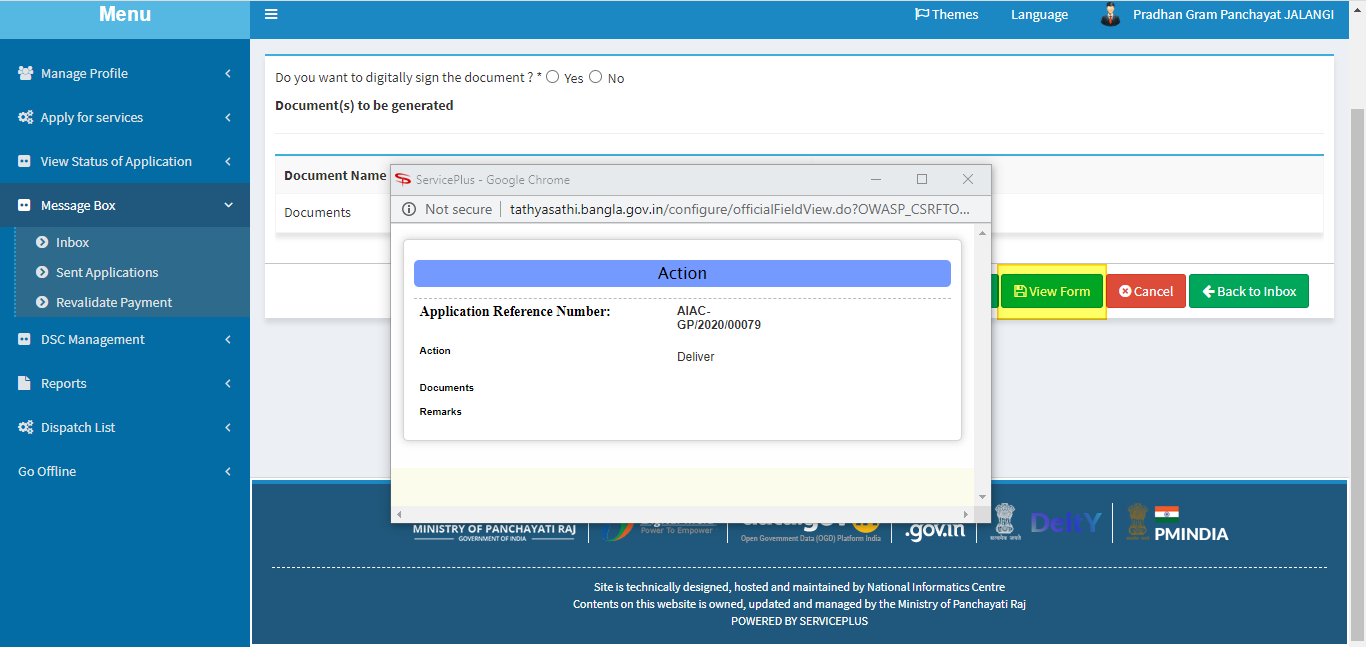 Menu
Themes
Language
Pradhan Gram Panchayat JALANGI
Manage Profile
Apply for services
View Status of Application
Message Box
Inbox
Sent Applications
Revalidate Payment
DSC Management
Reports
Dispatch List
Go Offline
Do you want to digitally sign the document ? * Yes No
Document(s) to be generated
Document Name
Documents
ServicePlus - Google Chrome
Not secure | tathyasathi.bangla.gov.in/configure/officialFieldView.do?OWASP_CSRFTO...
Action
Application Reference Number: AIAC-
GP/2020/00079
Action Deliver
Documents
Remarks
View Form
Cancel
Back to Inbox
MINISTRY OF PANCHAYATI RAJ
GOVERNMENT OF INDIA
Power To Empower
Open Government Data (OGD) Platform India
.gov.in
सत्यमेव जयते
DeitY
PMINDIA
Site is technically designed, hosted and maintained by National Informatics Centre
Contents on this website is owned, updated and managed by the Ministry of Panchayati Raj
POWERED BY SERVICEPLUS